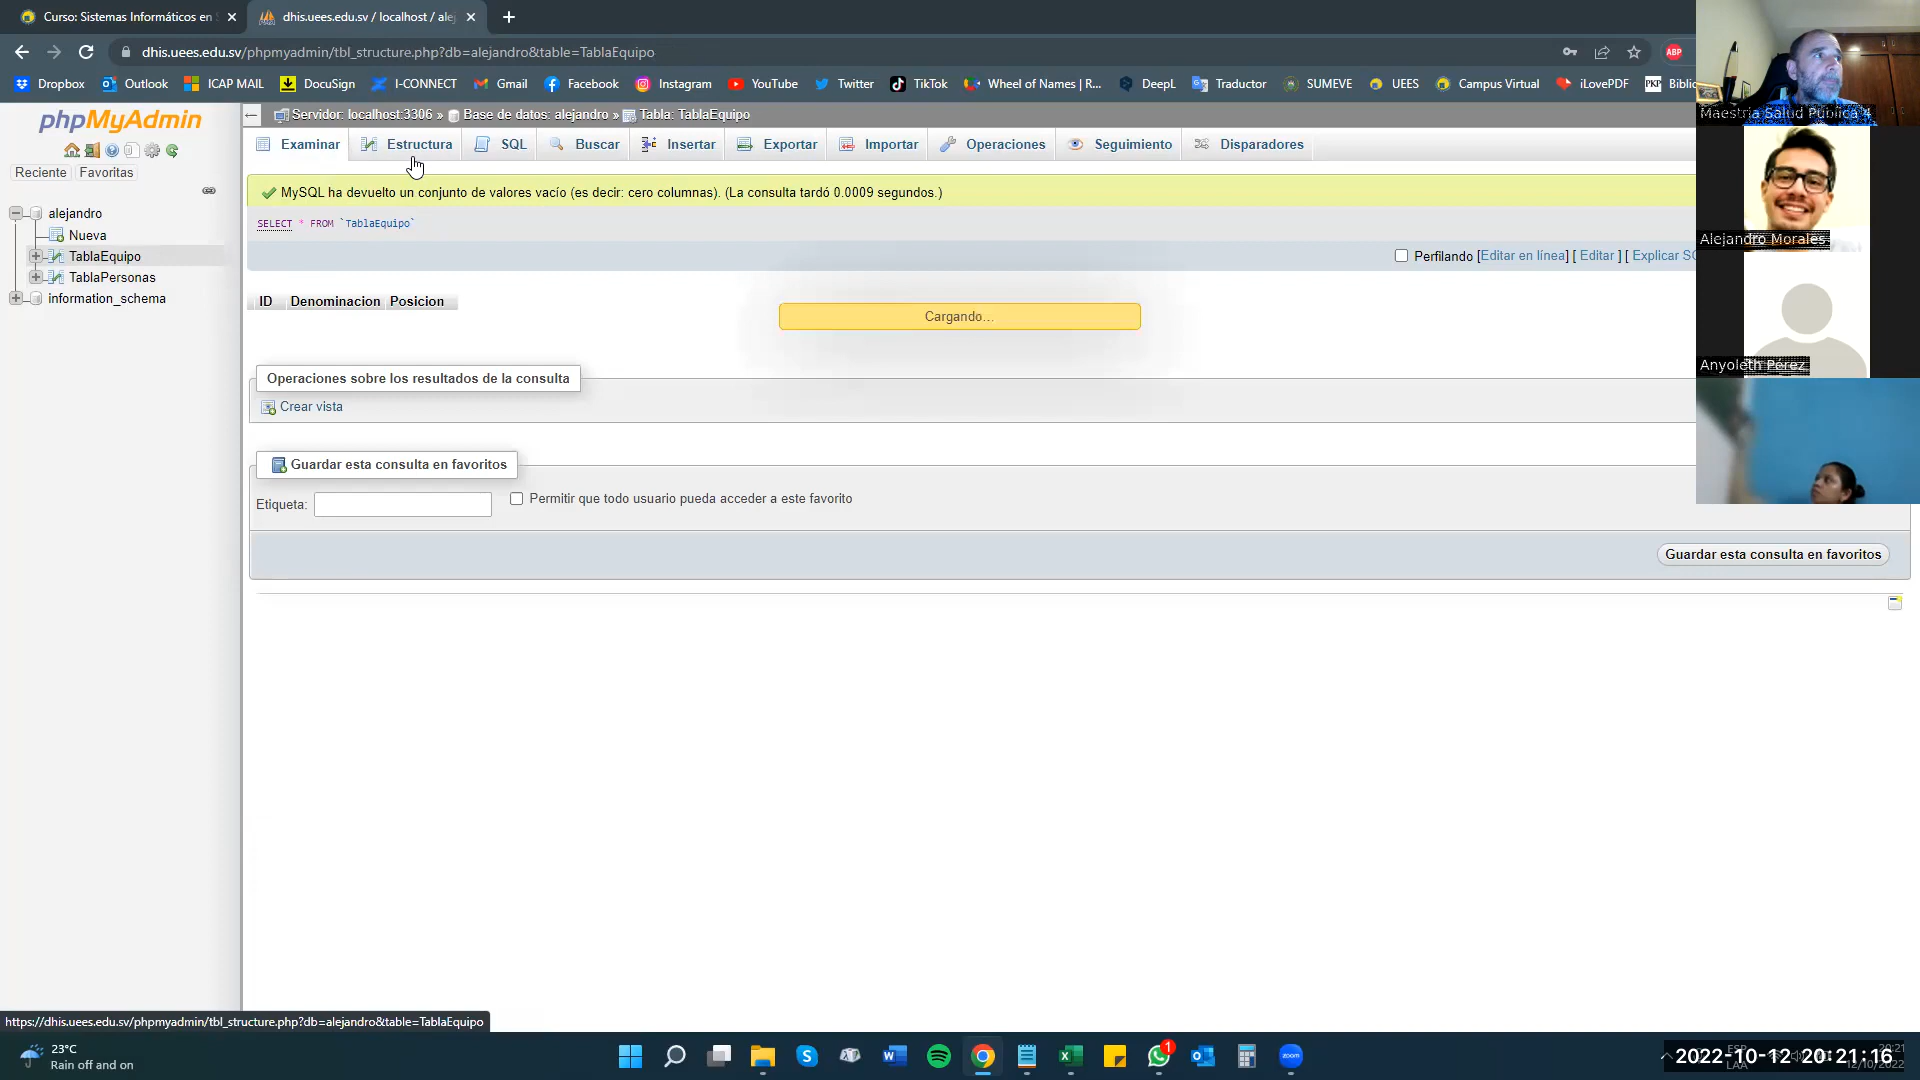 Curso: Sistemas Informáticos en
dhis.uees.edu.sv / localhost / ale
dhis.uees.edu.sv/phpmyadmin/tbl_structure.php?db=alejandro&table=TablaEquipo
ABP
Dropbox
Outlook
ICAP MAIL
DocuSign
I-CONNECT
Gmail
Facebook
Instagram
YouTube
Twitter
TikTok
Wheel of Names | R...
DeepL
Traductor
SUMEVE
UEES
Campus Virtual
iLovePDF
PKP
Bibli
phpMyAdmin
Reciente
Favoritas
alejandro
Nueva
TablaEquipo
TablaPersonas
information_schema
Servidor: localhost:3306 » Base de datos: alejandro » Tabla: TablaEquipo
Examinar
Estructura
SQL
Buscar
Insertar
Exportar
Importar
Operaciones
Seguimiento
Disparadores
MySQL ha devuelto un conjunto de valores vacío (es decir: cero columnas). (La consulta tardó 0.0009 segundos.)
SELECT * FROM `TablaEquipo`
Perfilando [Editar en línea] [ Editar ] [ Explicar S
ID Denominacion Posicion
Cargando...
Operaciones sobre los resultados de la consulta
Crear vista
Guardar esta consulta en favoritos
Etiqueta:
Permitir que todo usuario pueda acceder a este favorito
Guardar esta consulta en favoritos
Maestria Salud Publica 4
Alejandro Morales
Anyoleth Pérez
https://dhis.uees.edu.sv/phpmyadmin/tbl_structure.php?db=alejandro&table=TablaEquipo
23°C
Rain off and on
1
zoom
2022-10-12 20:21:16